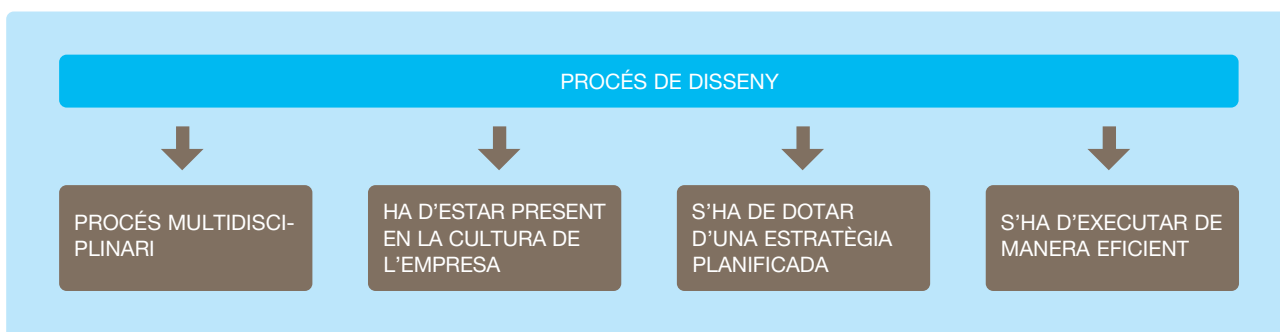 PROCÉS DE DISSENY
PROCÉS MULTIDISCI-
PLINARI
HA D’ESTAR PRESENT
EN LA CULTURA DE
L’EMPRESA
S’HA DE DOTAR
D’UNA ESTRATÈGIA
PLANIFICADA
S’HA D’EXECUTAR DE
MANERA EFICIENT